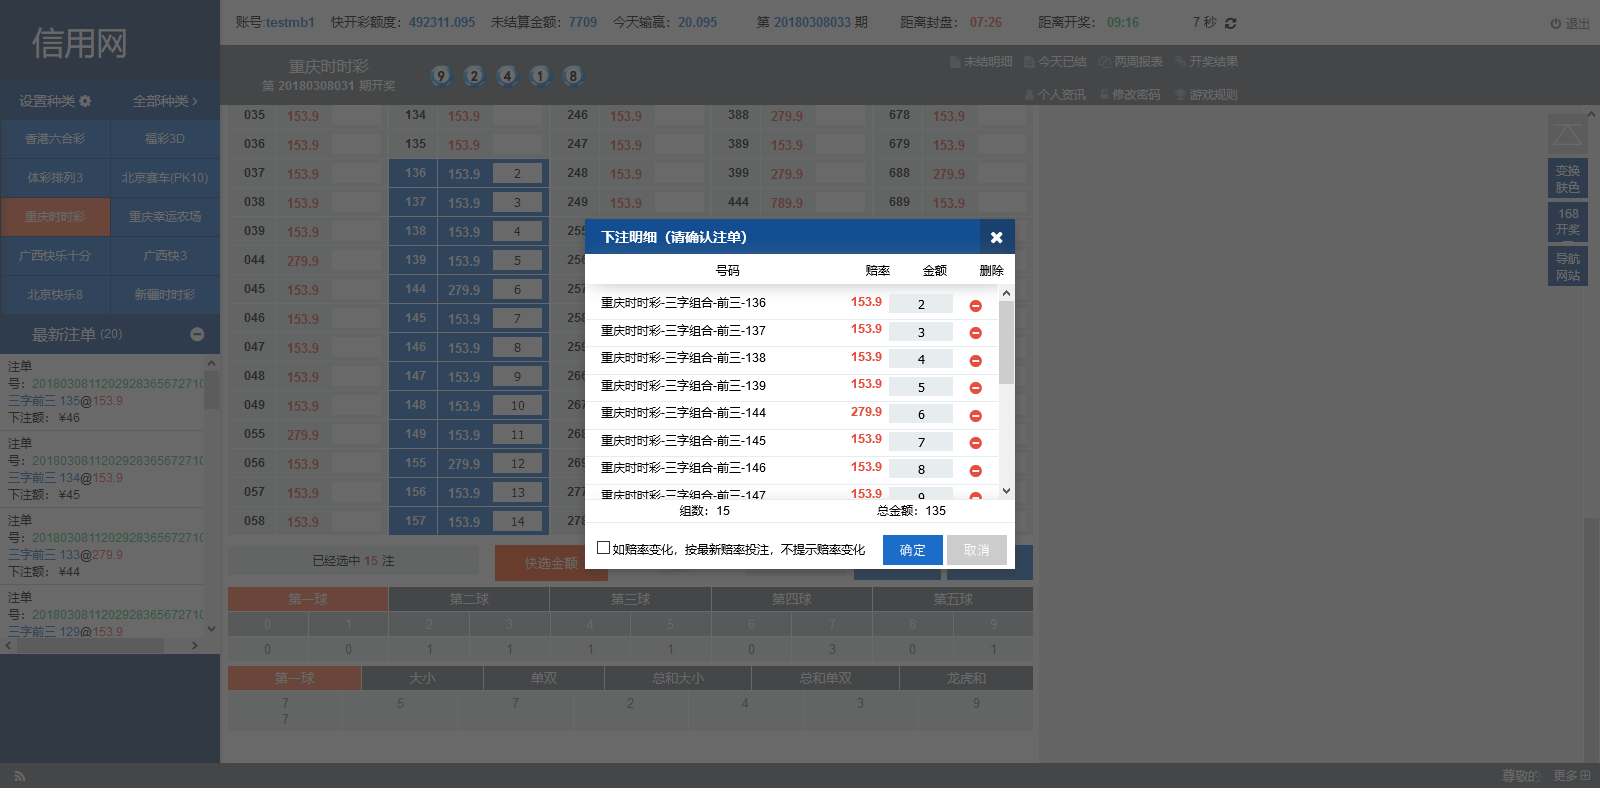 信用网
账号:testmb1 快开彩额度: 492311.095 未结算金额: 7709 今天输赢: 20.095 第 20180308033 期 距离封盘: 07:26 距离开奖: 09:16 7 秒 退出
重庆时时彩
第 20180308031 期开奖
9 2 4 1 8
未结明细 今天已结 两周报表 开奖结果
个人资讯 修改密码 游戏规则
设置种类 全部种类
香港六合彩 福彩3D
体彩排列3 北京赛车(PK10)
重庆时时彩 重庆幸运农场
广西快乐十分 广西快3
北京快乐8 新疆时时彩
最新注单 (20)
注单
号: 20180308112029283656727​10
三字前三 135@153.9
下注额: ¥46
注单
号: 20180308112029283656727​10
三字前三 134@153.9
下注额: ¥45
注单
号: 20180308112029283656727​10
三字前三 133@279.9
下注额: ¥44
注单
号: 20180308112029283656727​10
三字前三 129@153.9
035 153.9 134 153.9 246 153.9 388 279.9 678 153.9
036 153.9 135 153.9 247 153.9 389 153.9 679 153.9
037 153.9 136 153.9 2 248 153.9 399 279.9 688 279.9
038 153.9 137 153.9 3 249 153.9 444 789.9 689 153.9
039 153.9 138 153.9 4 255
044 279.9 139 153.9 5 256
045 153.9 144 279.9 6 257
046 153.9 145 153.9 7 258
047 153.9 146 153.9 8 259
048 153.9 147 153.9 9 266
049 153.9 148 153.9 10 267
055 279.9 149 153.9 11 268
056 153.9 155 279.9 12 269
057 153.9 156 153.9 13 277
058 153.9 157 153.9 14 278
下注明细（请确认注单）
号码 赔率 金额 删除
重庆时时彩-三字组合-前三-136 153.9 2
重庆时时彩-三字组合-前三-137 153.9 3
重庆时时彩-三字组合-前三-138 153.9 4
重庆时时彩-三字组合-前三-139 153.9 5
重庆时时彩-三字组合-前三-144 279.9 6
重庆时时彩-三字组合-前三-145 153.9 7
重庆时时彩-三字组合-前三-146 153.9 8
重庆时时彩-三字组合-前三-147 153.9 9
组数: 15 总金额: 135
如赔率变化，按最新赔率投注，不提示赔率变化 确定 取消
已经选中 15 注 快选金额
第一球 第二球 第三球 第四球 第五球
0 1 2 3 4 5 6 7 8 9
0 0 1 1 1 1 0 3 0 1
第一球 大小 单双 总和大小 总和单双 龙虎和
7 5 7 2 4 3 9
7
变换
肤色
168
开奖
导航
网站
尊敬的 更多